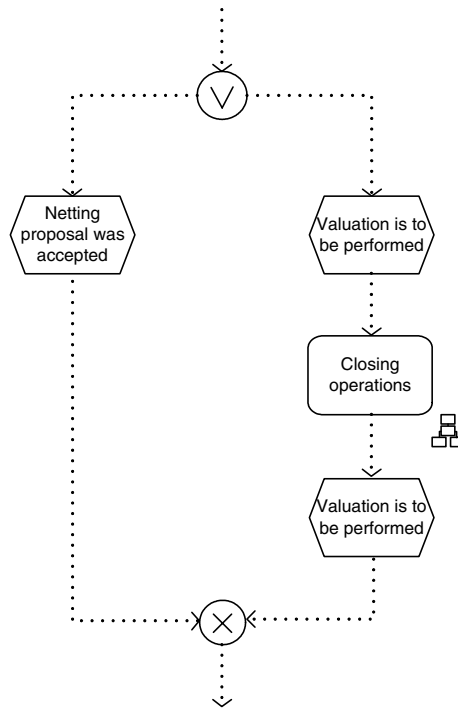 Netting
proposal was
accepted
Valuation is to
be performed
Closing
operations
Valuation is to
be performed